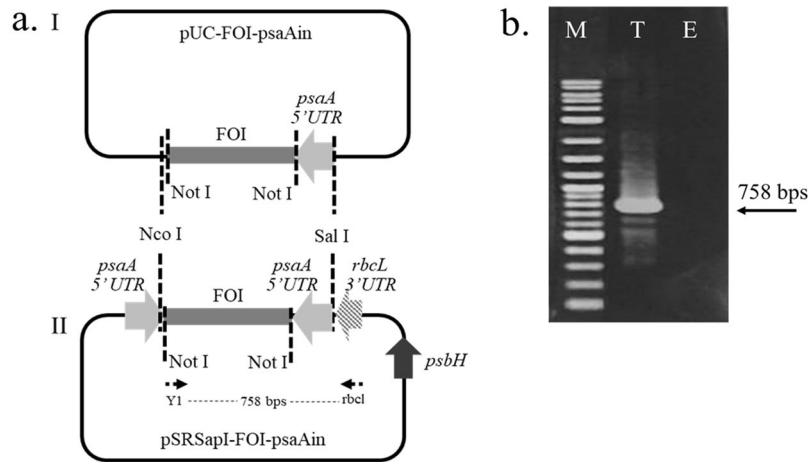 a.
I
pUC-FOI-psaAin
psaA
5’UTR
FOI
Not I
Not I
Nco I
Sal I
psaA
5’UTR
FOI
psaA
5’UTR
rbcL
3’UTR
II
Not I
Not I
Y1
758 bps
rbcl
psbH
pSRSapI-FOI-psaAin
b.
M T E
758 bps